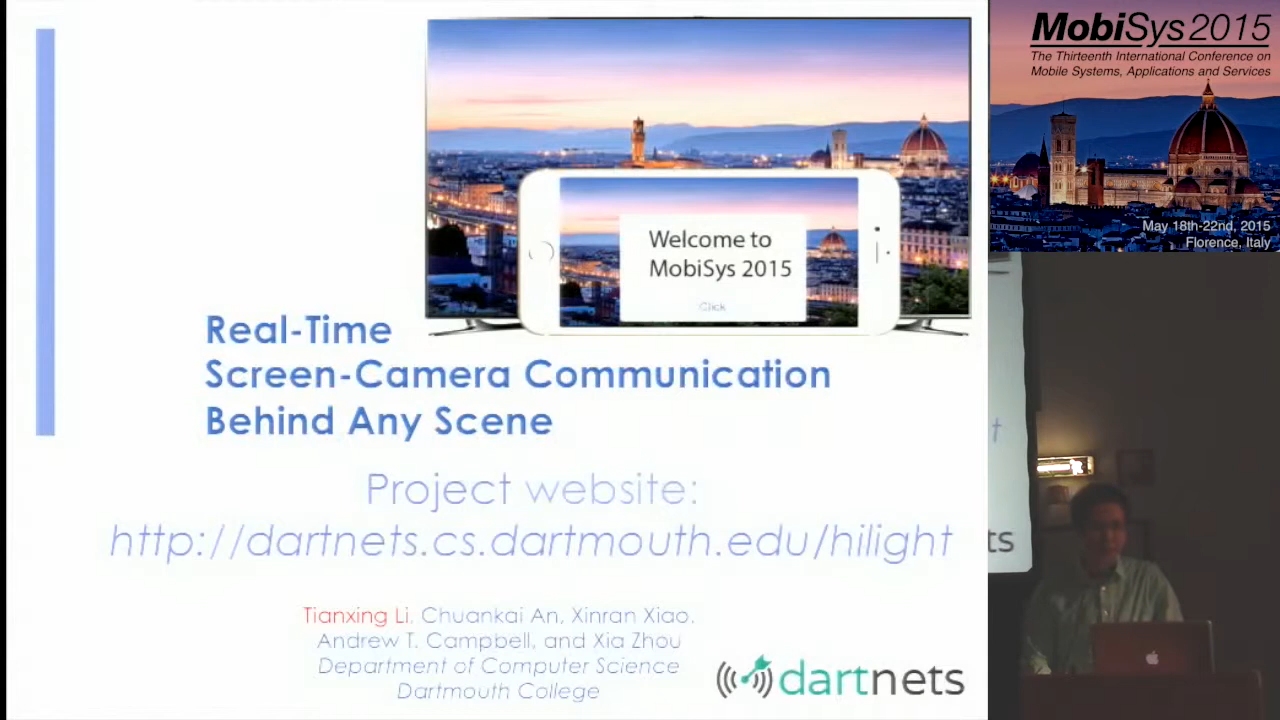 Welcome to
MobiSys 2015
Click
Real-Time
Screen-Camera Communication
Behind Any Scene
Project website:
http://dartnets.cs.dartmouth.edu/hilight
Tianxing Li, Chuankai An, Xinran Xiao,
Andrew T. Campbell, and Xia Zhou
Department of Computer Science
Dartmouth College
dartnets
MobiSys 2015
The Thirteenth International Conference on
Mobile Systems, Applications and Services
May 18th-22nd, 2015
Florence, Italy
t
ts